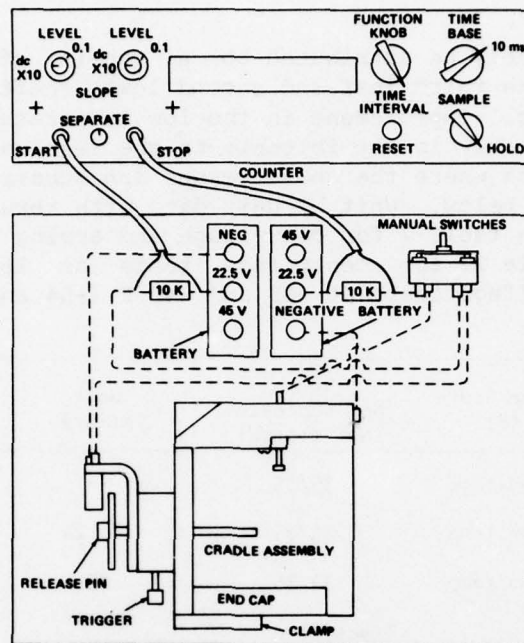 LEVEL
LEVEL
0.1
0.1
dc
X10
dc
X10
SLOPE
+
+
SEPARATE
START
STOP
FUNCTION
KNOB
TIME
BASE
10 ms
TIME
INTERVAL
SAMPLE
RESET
HOLD
COUNTER
MANUAL SWITCHES
NEG
45 V
22.5 V
22.5 V
10 K
10 K
45 V
NEGATIVE
BATTERY
BATTERY
CRADLE ASSEMBLY
RELEASE PIN
TRIGGER
END CAP
CLAMP